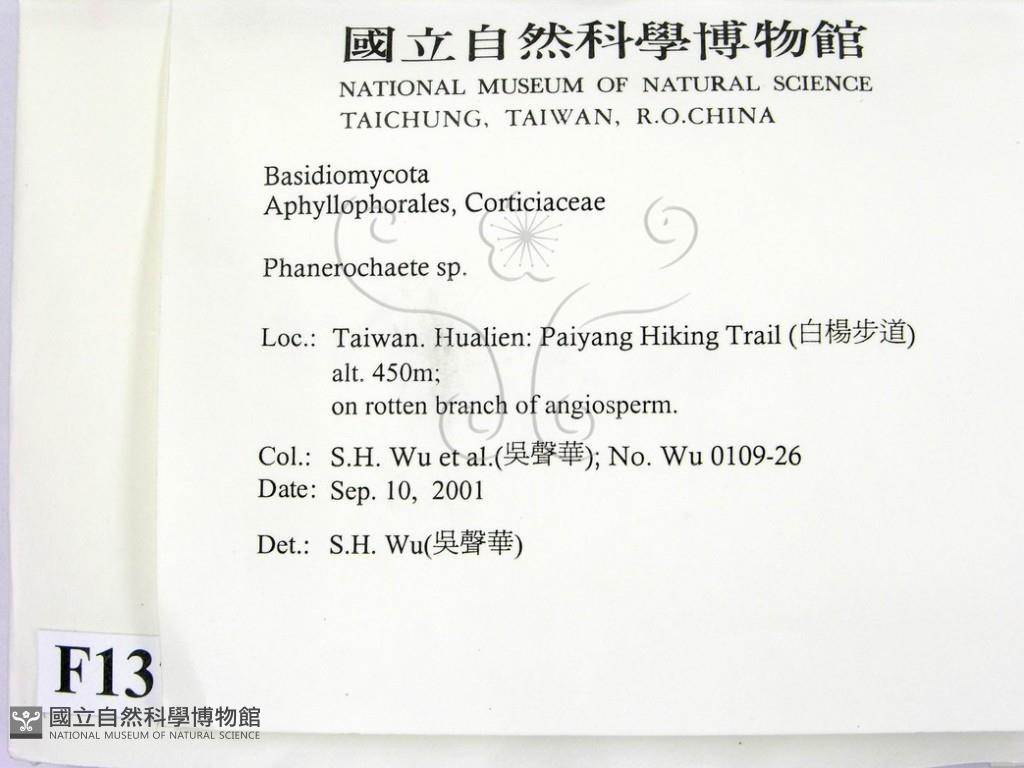 國立自然科學博物館
NATIONAL MUSEUM OF NATURAL SCIENCE
TAICHUNG, TAIWAN, R.O.CHINA
Basidiomycota
Aphyllophorales, Corticiaceae
Phanerochaete sp.
Loc.: Taiwan. Hualien: Paiyang Hiking Trail (白楊步道)
alt. 450m;
on rotten branch of angiosperm.
Col.: S.H. Wu et al.(吳聲華); No. Wu 0109-26
Date: Sep. 10, 2001
Det.: S.H. Wu(吳聲華)
F13
國立自然科學博物館
NATIONAL MUSEUM OF NATURAL SCIENCE